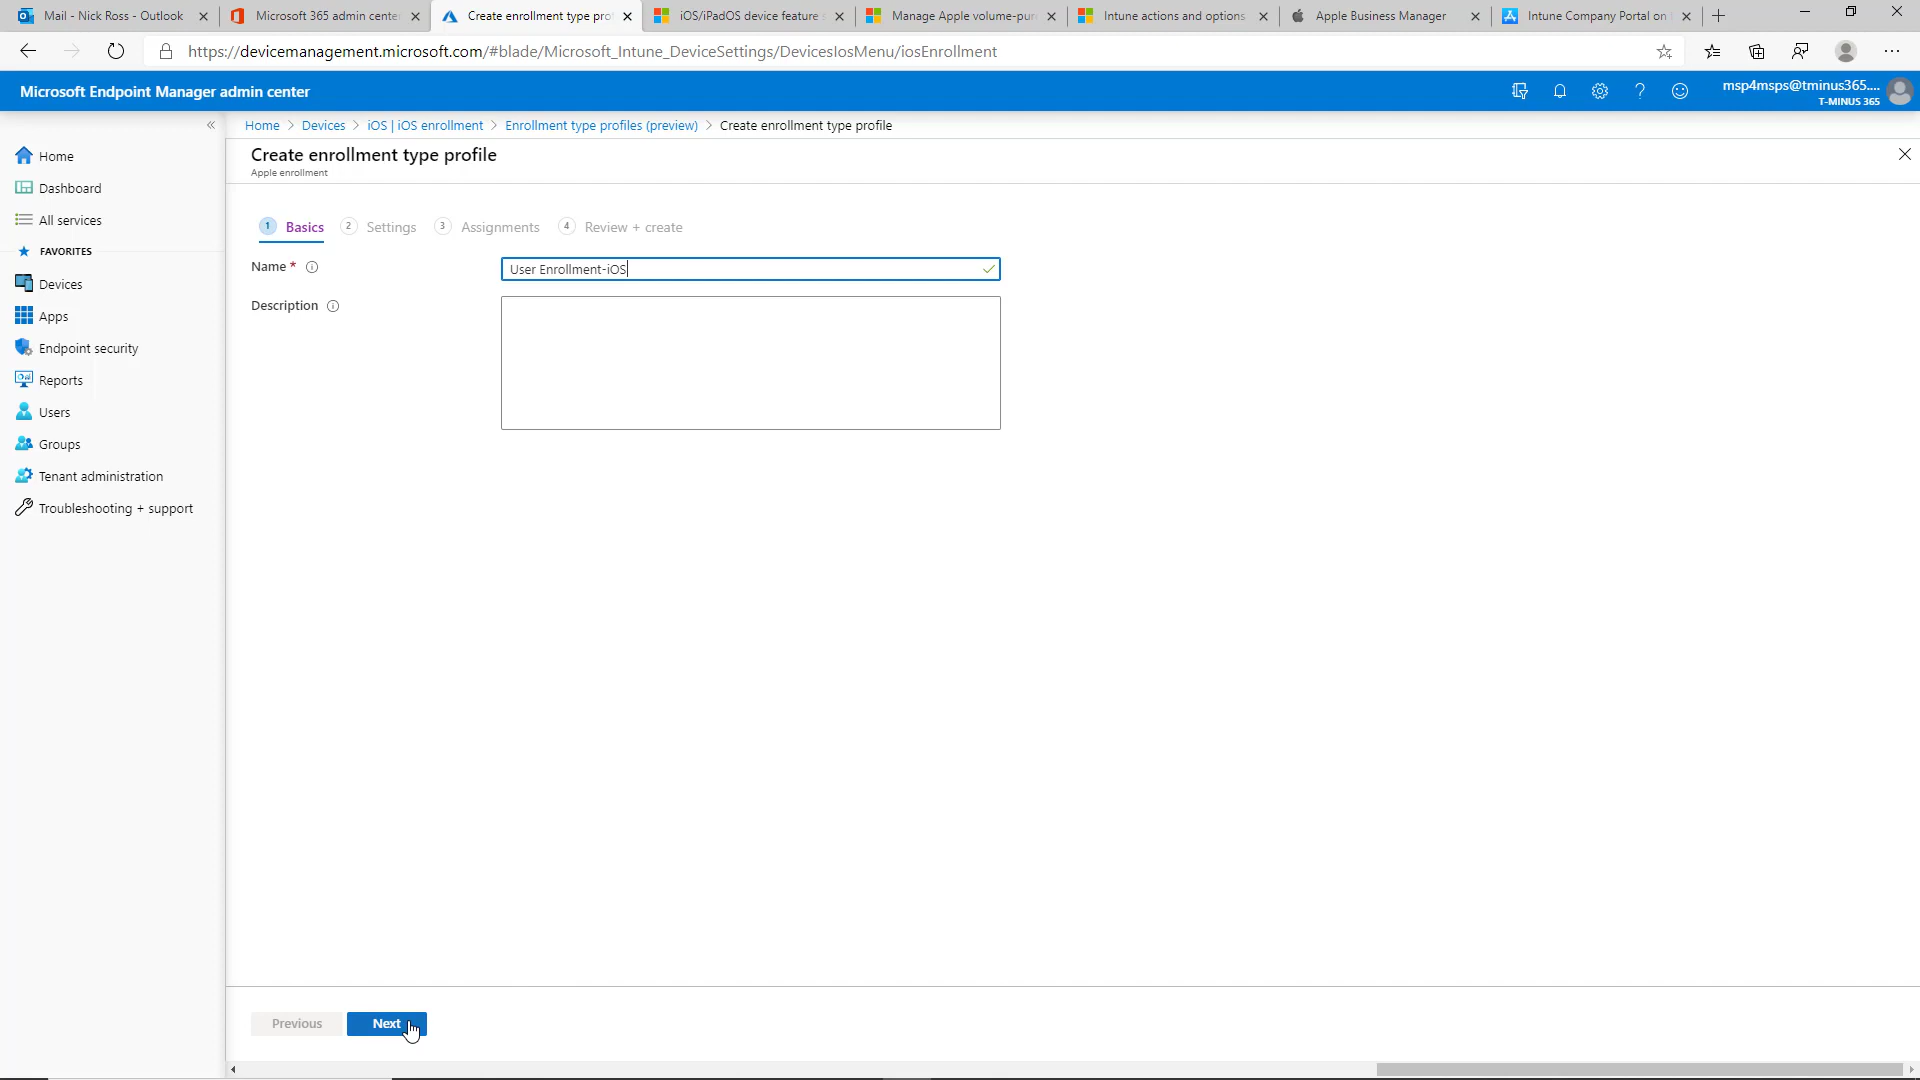 Mail - Nick Ross - Outlook
Microsoft 365 admin center
Create enrollment type prof
iOS/iPadOS device feature s
Manage Apple volume-purc
Intune actions and options
Apple Business Manager
Intune Company Portal on t
https://devicemanagement.microsoft.com/#blade/Microsoft_Intune_DeviceSettings/DevicesIosMenu/iosEnrollment
Microsoft Endpoint Manager admin center
msp4msps@tminus365....
T-MINUS 365
Home > Devices > iOS | iOS enrollment > Enrollment type profiles (preview) > Create enrollment type profile
Create enrollment type profile
Apple enrollment
Home
Dashboard
All services
FAVORITES
Devices
Apps
Endpoint security
Reports
Users
Groups
Tenant administration
Troubleshooting + support
1 Basics 2 Settings 3 Assignments 4 Review + create
Name *
User Enrollment-iOS
Description
Previous
Next